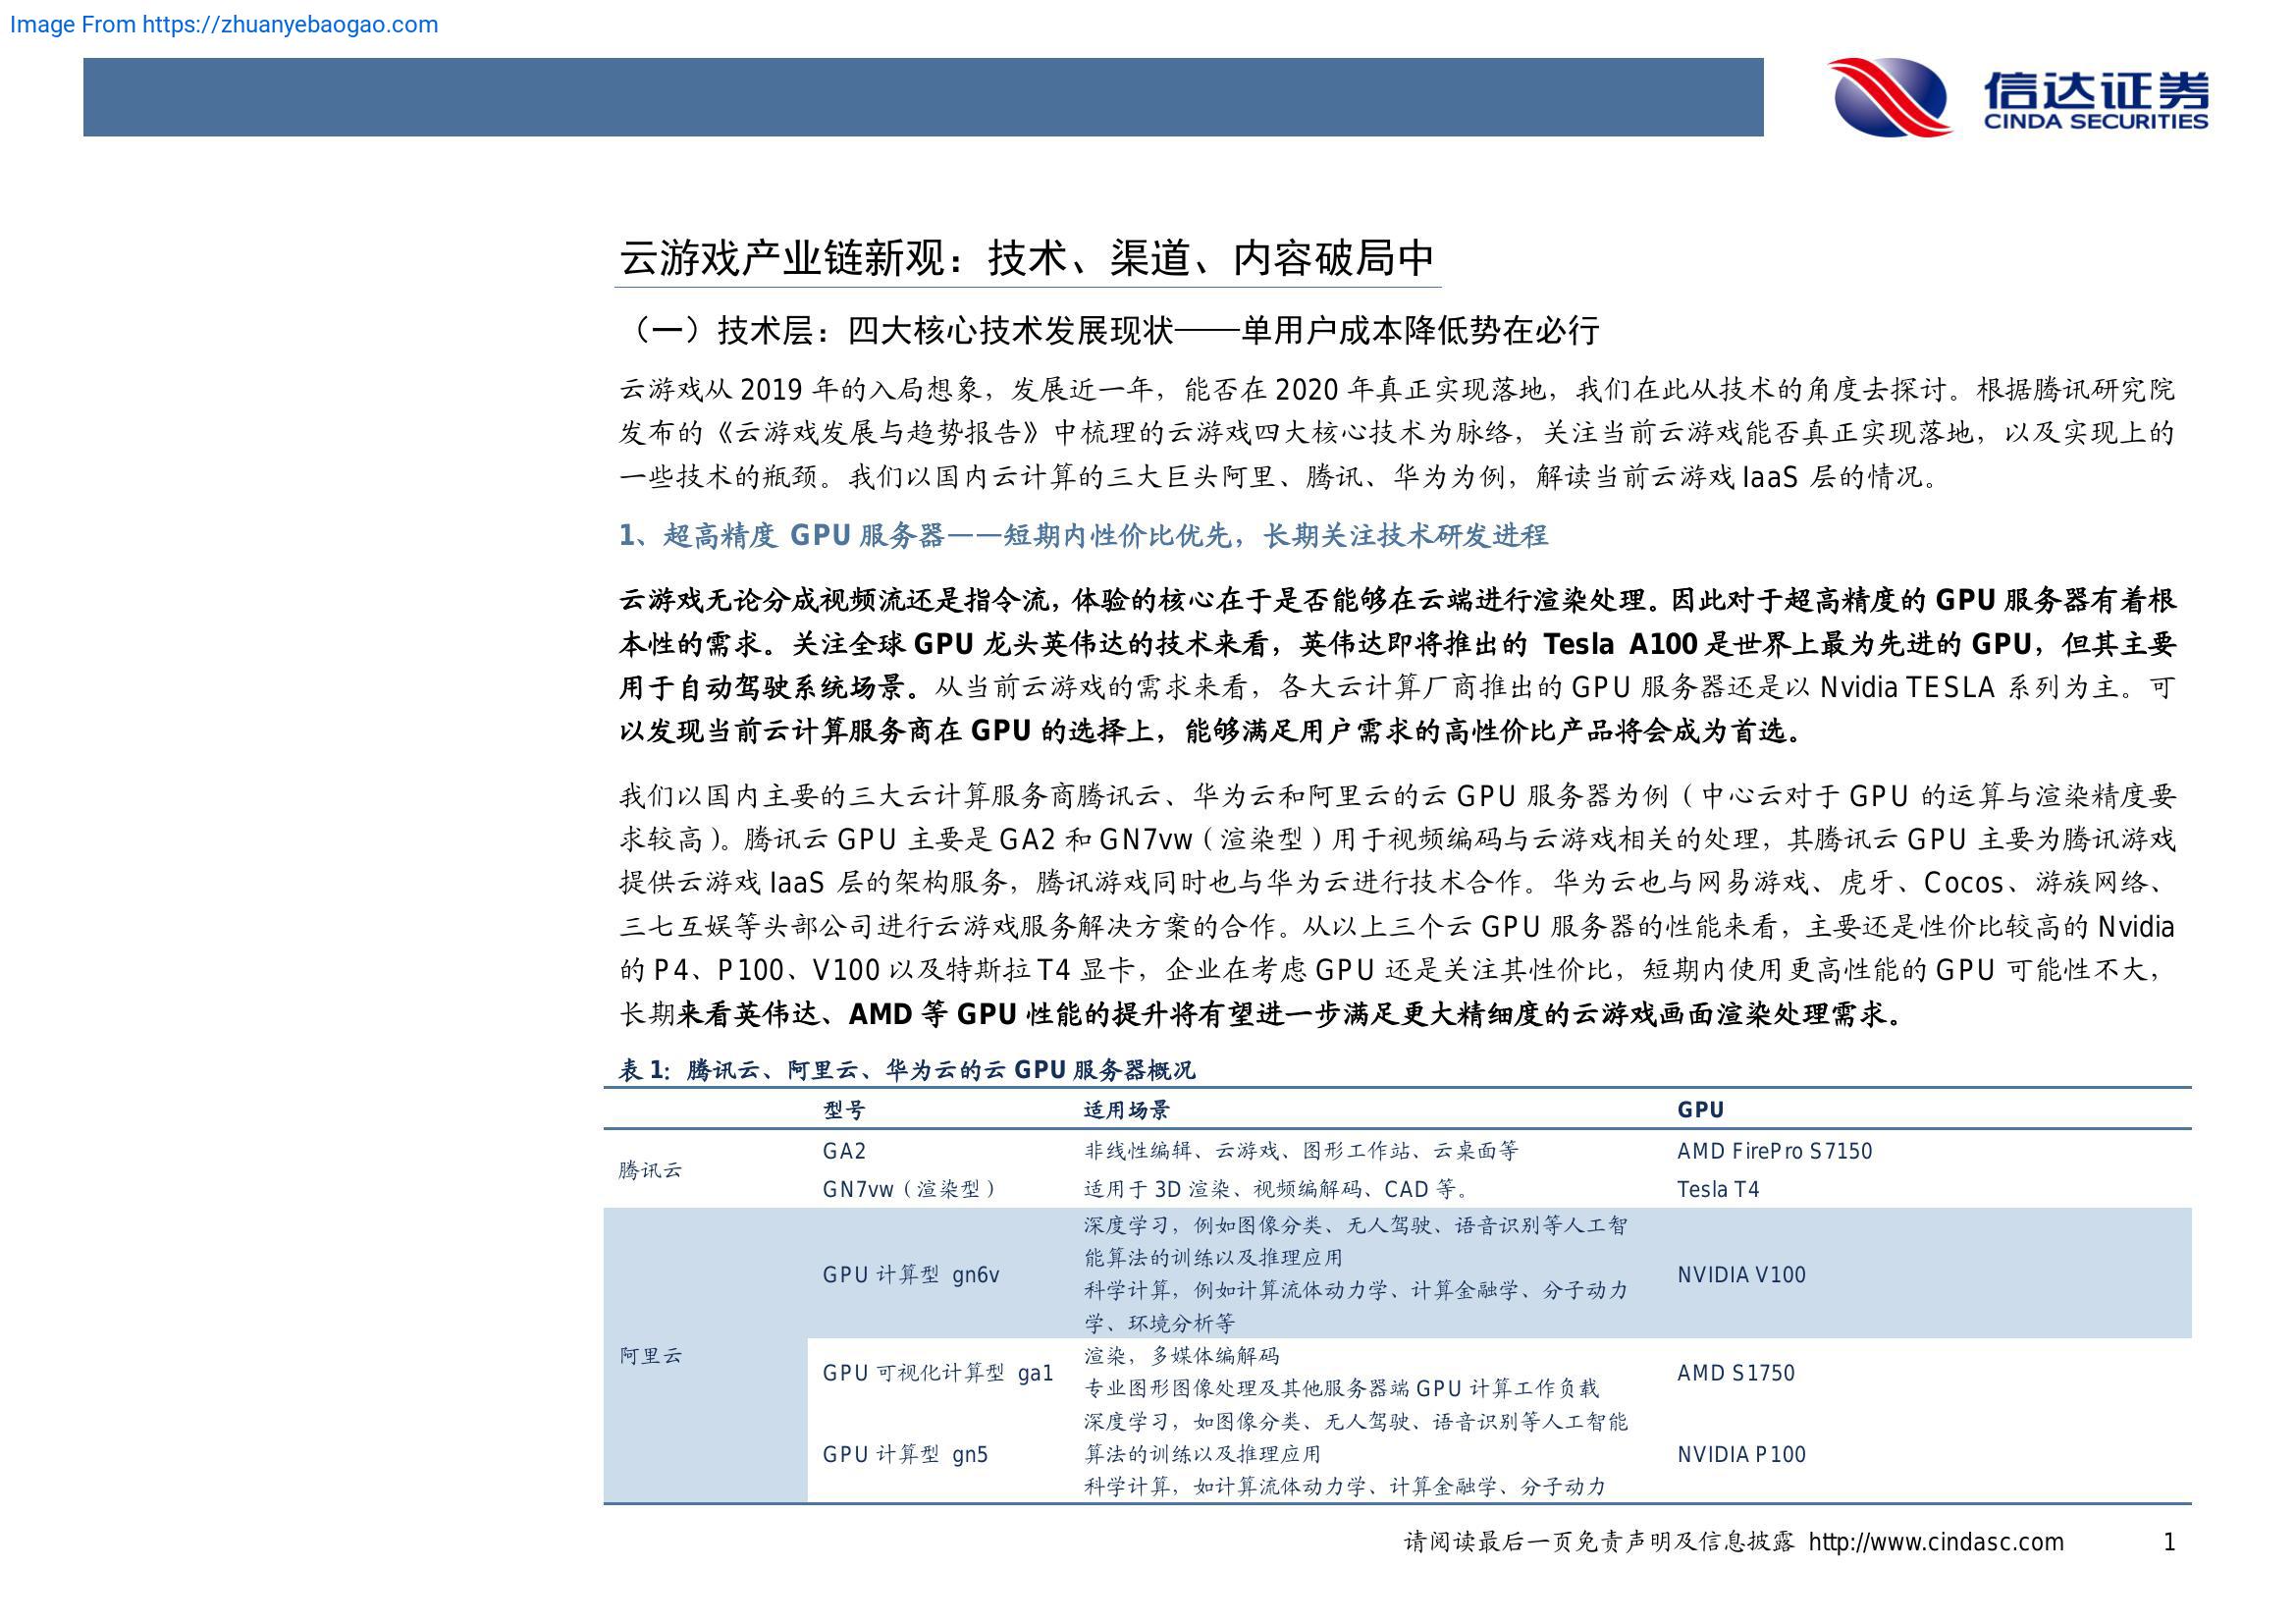 Image From https://zhuanyebaogao.com
信达证券
CINDA SECURITIES
云游戏产业链新观：技术、渠道、内容破局中
（一）技术层：四大核心技术发展现状——单用户成本降低势在必行
云游戏从 2019 年的入局想象，发展近一年，能否在 2020 年真正实现落地，我们在此从技术的角度去探讨。根据腾讯研究院
发布的《云游戏发展与趋势报告》中梳理的云游戏四大核心技术为脉络，关注当前云游戏能否真正实现落地，以及实现上的
一些技术的瓶颈。我们以国内云计算的三大巨头阿里、腾讯、华为为例，解读当前云游戏 IaaS 层的情况。
1、超高精度 GPU 服务器——短期内性价比优先，长期关注技术研发进程
云游戏无论分成视频流还是指令流，体验的核心在于是否能够在云端进行渲染处理。因此对于超高精度的 GPU 服务器有着根
本性的需求。关注全球 GPU 龙头英伟达的技术来看，英伟达即将推出的 Tesla A100 是世界上最为先进的 GPU，但其主要
用于自动驾驶系统场景。从当前云游戏的需求来看，各大云计算厂商推出的 GPU 服务器还是以 Nvidia TESLA 系列为主。可
以发现当前云计算服务商在 GPU 的选择上，能够满足用户需求的高性价比产品将会成为首选。
我们以国内主要的三大云计算服务商腾讯云、华为云和阿里云的云 GPU 服务器为例（中心云对于 GPU 的运算与渲染精度要
求较高）。腾讯云 GPU 主要是 GA2 和 GN7vw（渲染型）用于视频编码与云游戏相关的处理，其腾讯云 GPU 主要为腾讯游戏
提供云游戏 IaaS 层的架构服务，腾讯游戏同时也与华为云进行技术合作。华为云也与网易游戏、虎牙、Cocos、游族网络、
三七互娱等头部公司进行云游戏服务解决方案的合作。从以上三个云 GPU 服务器的性能来看，主要还是性价比较高的 Nvidia
的 P4、P100、V100 以及特斯拉 T4 显卡，企业在考虑 GPU 还是关注其性价比，短期内使用更高性能的 GPU 可能性不大，
长期来看英伟达、AMD 等 GPU 性能的提升将有望进一步满足更大精细度的云游戏画面渲染处理需求。
表 1：腾讯云、阿里云、华为云的云 GPU 服务器概况
型号 适用场景 GPU
腾讯云
GA2 非线性编辑、云游戏、图形工作站、云桌面等 AMD FirePro S7150
GN7vw（渲染型） 适用于 3D 渲染、视频编解码、CAD 等。 Tesla T4
阿里云
GPU 计算型 gn6v
深度学习，例如图像分类、无人驾驶、语音识别等人工智
能算法的训练以及推理应用
科学计算，例如计算流体动力学、计算金融学、分子动力
学、环境分析等
NVIDIA V100
GPU 可视化计算型 ga1
渲染，多媒体编解码
专业图形图像处理及其他服务器端 GPU 计算工作负载
AMD S1750
GPU 计算型 gn5
深度学习，如图像分类、无人驾驶、语音识别等人工智能
算法的训练以及推理应用
科学计算，如计算流体动力学、计算金融学、分子动力
NVIDIA P100
请阅读最后一页免责声明及信息披露 http://www.cindasc.com 1